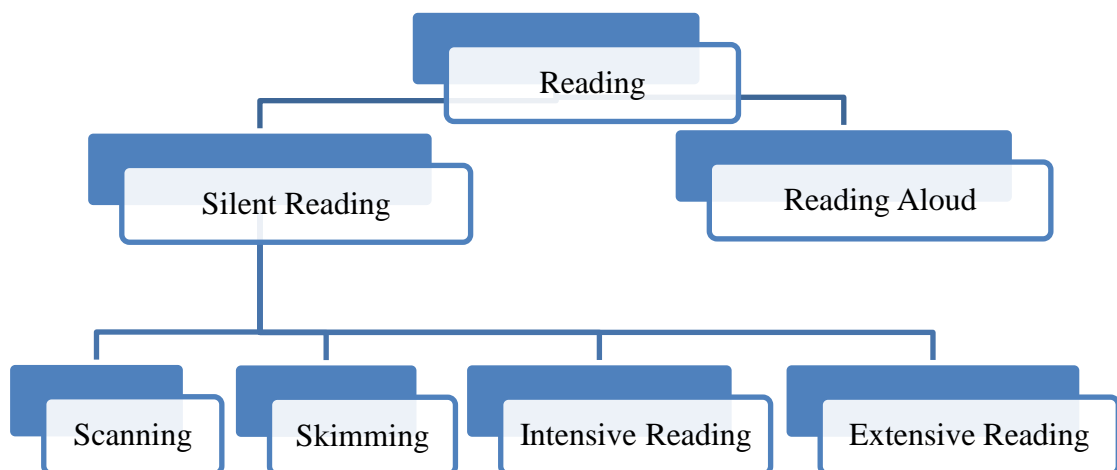 Reading
Silent Reading
Reading Aloud
Scanning
Skimming
Intensive Reading
Extensive Reading